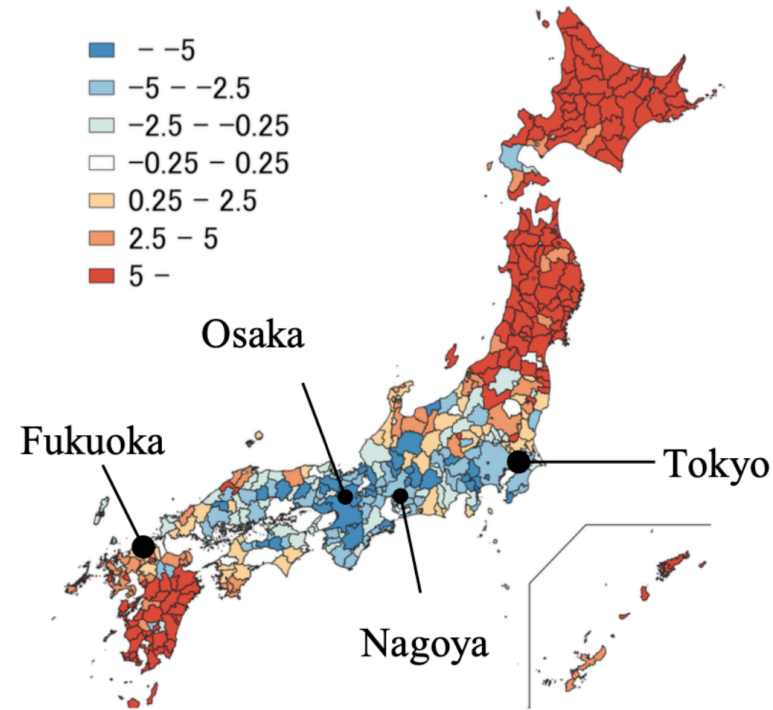 – –5
–5 – –2.5
–2.5 – –0.25
–0.25 – 0.25
0.25 – 2.5
2.5 – 5
5 –
Osaka
Fukuoka
Tokyo
Nagoya